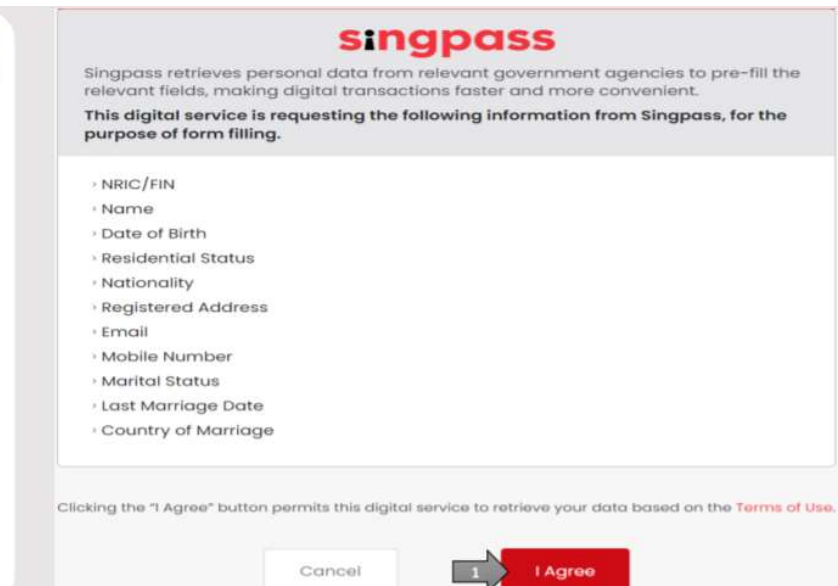 singpass
Singpass retrieves personal data from relevant government agencies to pre-fill the
relevant fields, making digital transactions faster and more convenient.
This digital service is requesting the following information from Singpass, for the
purpose of form filling.
› NRIC/FIN
› Name
› Date of Birth
› Residential Status
› Nationality
› Registered Address
› Email
› Mobile Number
› Marital Status
› Last Marriage Date
› Country of Marriage
Clicking the "I Agree" button permits this digital service to retrieve your data based on the Terms of Use.
Cancel 1 I Agree